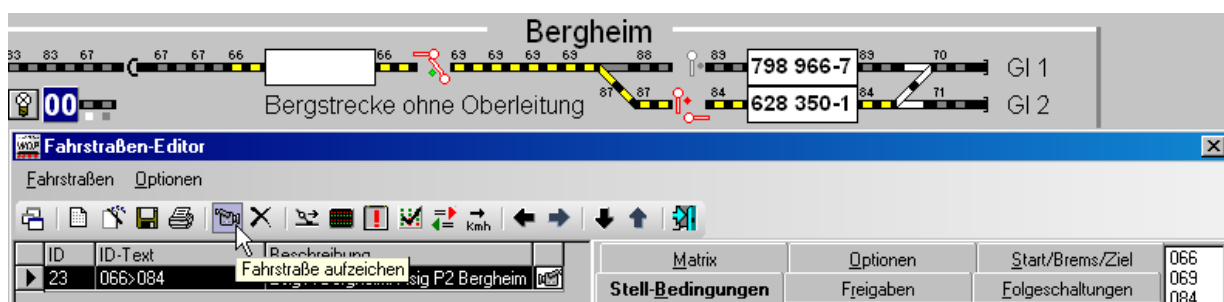 Bergheim
83 83 67 67 67 66 66 69 69 69 69 88 89 89 70
798 966-7
Gl 1
00
Bergstrecke ohne Oberleitung
87 87 84 84 71
628 350-1
Gl 2
Fahrstraßen-Editor
Fahrstraßen Optionen
Kmh
ID ID-Text Beschreibung
Matrix Optionen Start/Brems/Ziel
066
Fahrstraße aufzeichen
23 066>084 sig P2 Bergheim
Stell-Bedingungen Freigaben Folgeschaltungen
069
084